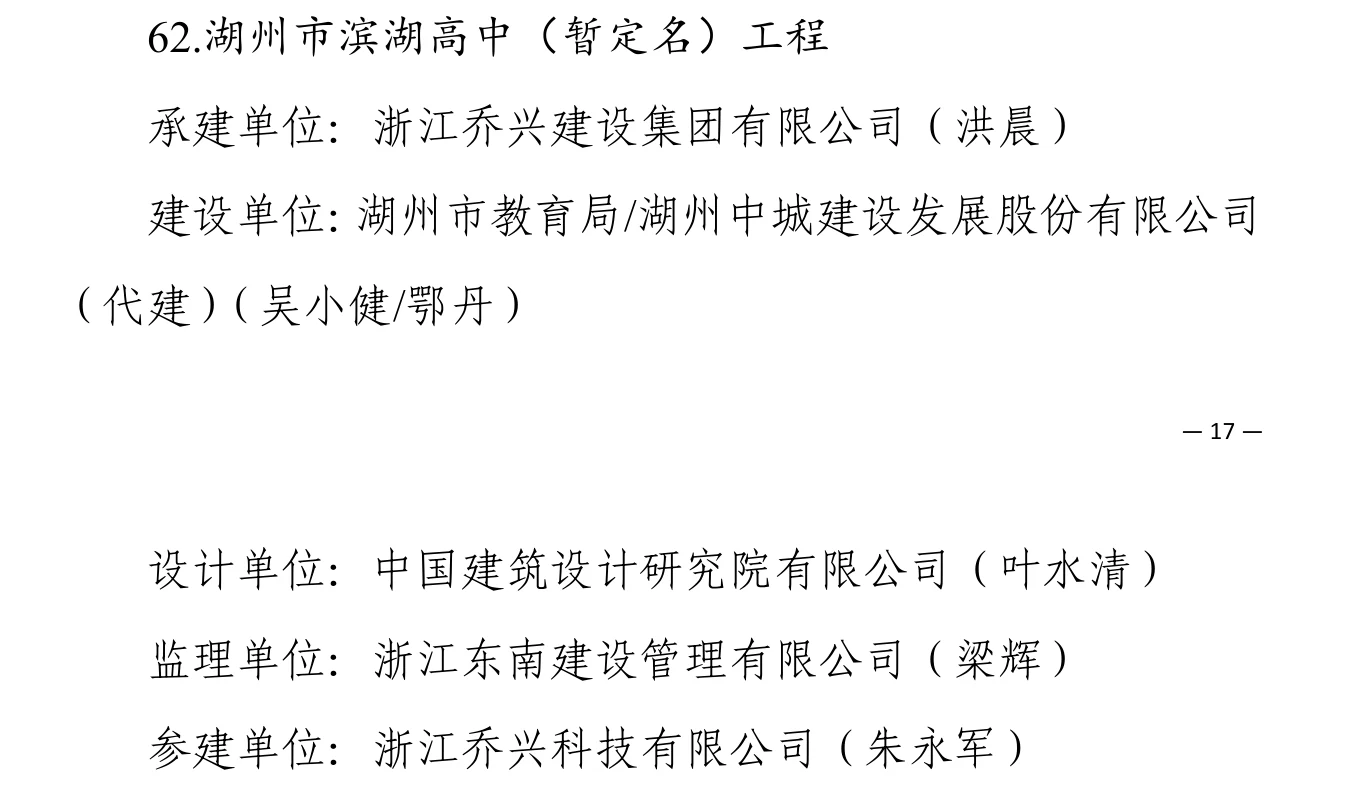 62.湖州市滨湖高中（暂定名）工程
承建单位：浙江乔兴建设集团有限公司（洪晨）
建设单位：湖州市教育局/湖州中城建设发展股份有限公司
（代建）（吴小健/鄂丹）
— 17 —
设计单位：中国建筑设计研究院有限公司（叶水清）
监理单位：浙江东南建设管理有限公司（梁辉）
参建单位：浙江乔兴科技有限公司（朱永军）